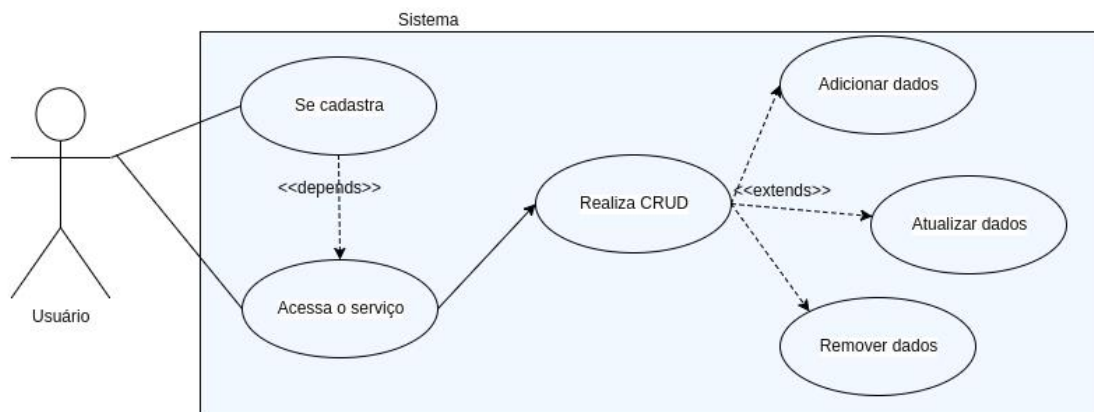 Sistema
Se cadastra
Adicionar dados
<<depends>>
Realiza CRUD
<<extends>>
Atualizar dados
Acessa o serviço
Usuário
Remover dados